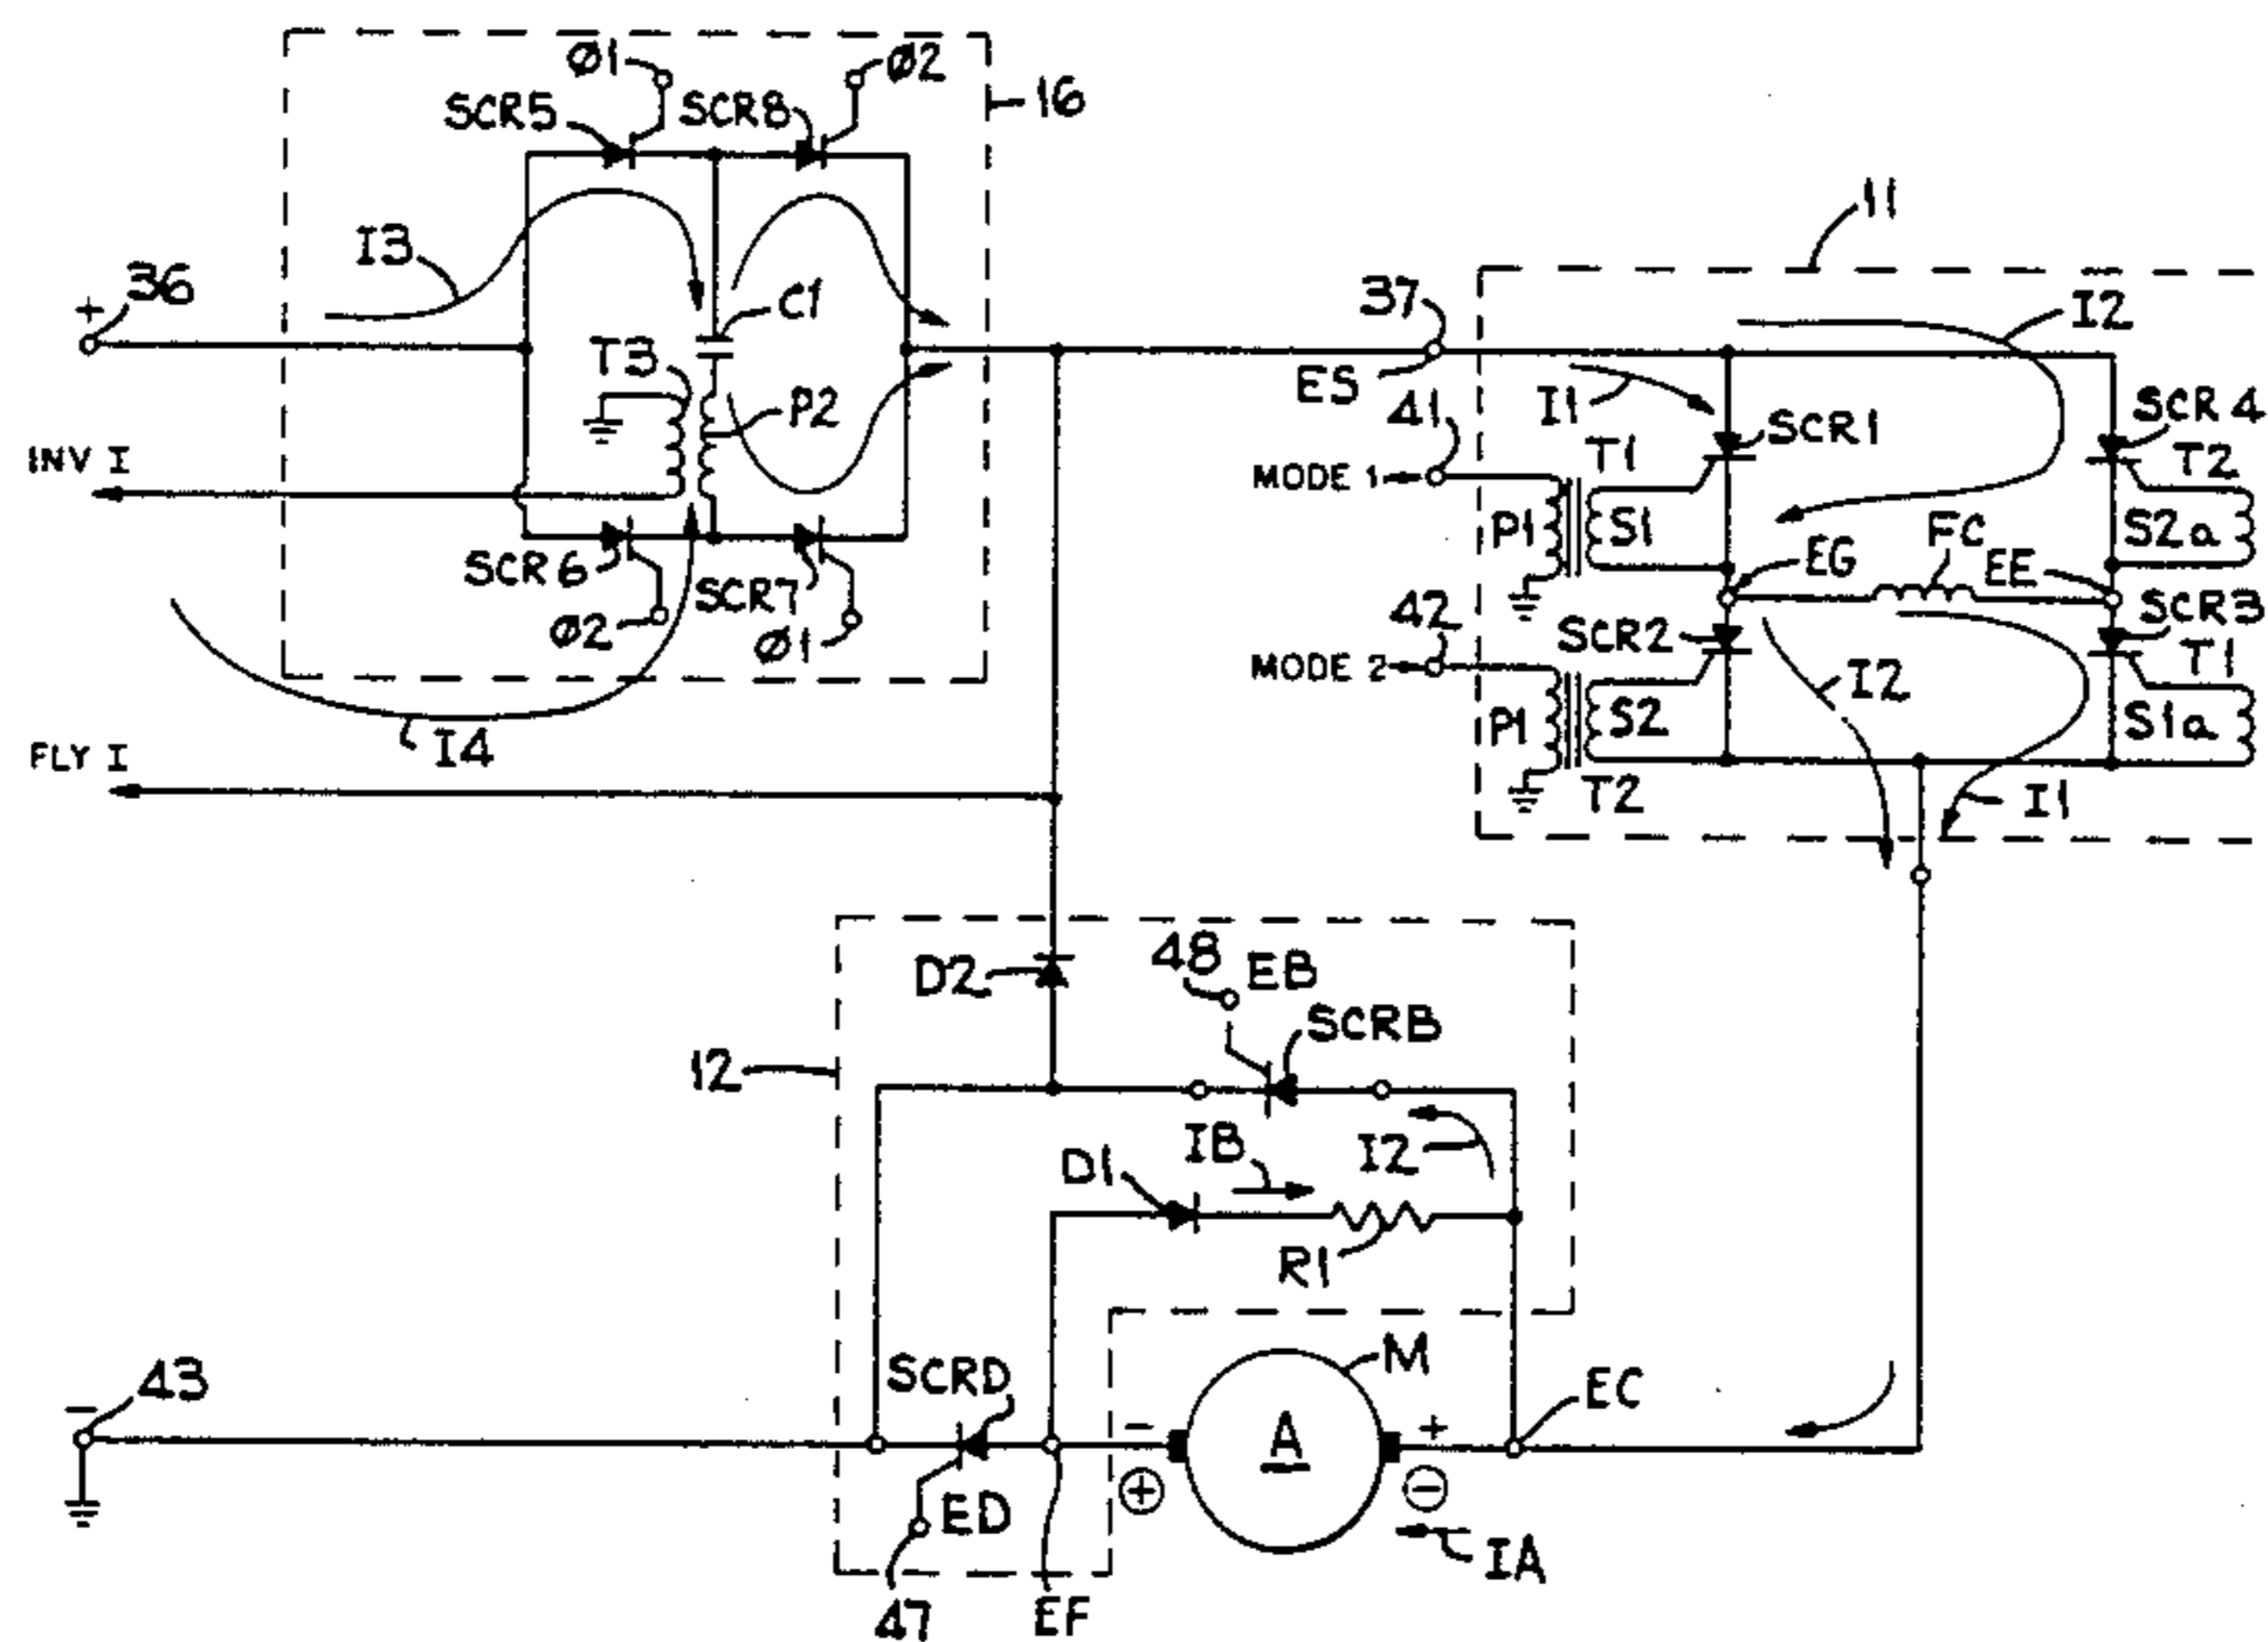 Ø1
Ø2
SCR5
SCR8
16
I3
+ 36
C1
T3
P2
INV I
SCR6
SCR7
Ø2
Ø1
I4
FLY I
11
37
ES
I2
I1
SCR1
SCR4
41
MODE 1
T1
T2
P1
S1
S2a
EG
FC
EE
42
SCR2
SCR3
MODE 2
T1
I2
P1
S2
S1a
T2
I1
D2
48
EB
SCRB
12
D1
IB
I2
R1
43
−
SCRD
M
EC
−
A
+
+
−
ED
IA
47
EF